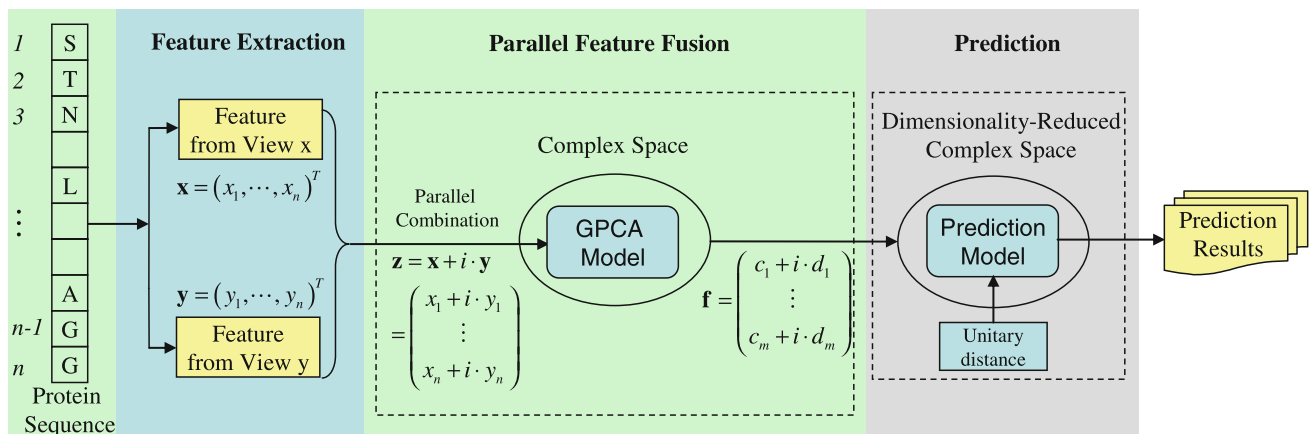 Feature Extraction
Parallel Feature Fusion
Prediction
1 S
2 T
3 N
L
⋮
A
n-1 G
n G
Protein
Sequence
Feature
from View x
x = (x₁, ⋯, xₙ)ᵀ
y = (y₁, ⋯, yₙ)ᵀ
Feature
from View y
Parallel
Combination
z = x + i · y
= ( x₁ + i · y₁
⋮
xₙ + i · yₙ )
Complex Space
GPCA
Model
f = ( c₁ + i · d₁
⋮
cₘ + i · dₘ )
Dimensionality-Reduced
Complex Space
Prediction
Model
Unitary
distance
Prediction
Results